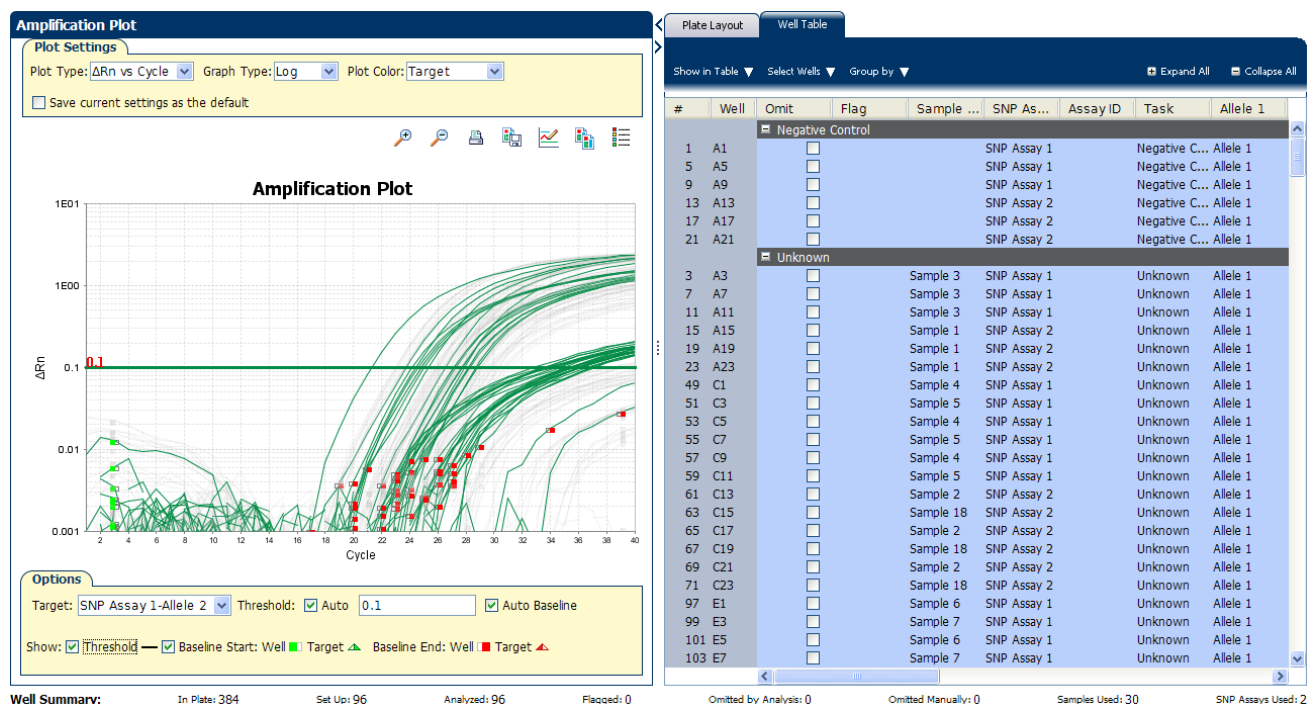 Amplification Plot
Plot Settings
Plot Type: ΔRn vs Cycle Graph Type: Log Plot Color: Target
Save current settings as the default
Amplification Plot
1E01
1E00
0.1
0.1
0.01
0.001
ΔRn
2 4 6 8 10 12 14 16 18 20 22 24 26 28 30 32 34 36 38 40
Cycle
Options
Target: SNP Assay 1-Allele 2 Threshold: Auto 0.1 Auto Baseline
Show: Threshold Baseline Start: Well Target Baseline End: Well Target
Plate Layout Well Table
Show in Table Select Wells Group by Expand All Collapse All
# Well Omit Flag Sample ... SNP As... Assay ID Task Allele 1
Negative Control
1 A1 SNP Assay 1 Negative C... Allele 1
5 A5 SNP Assay 1 Negative C... Allele 1
9 A9 SNP Assay 1 Negative C... Allele 1
13 A13 SNP Assay 2 Negative C... Allele 1
17 A17 SNP Assay 2 Negative C... Allele 1
21 A21 SNP Assay 2 Negative C... Allele 1
Unknown
3 A3 Sample 3 SNP Assay 1 Unknown Allele 1
7 A7 Sample 3 SNP Assay 1 Unknown Allele 1
11 A11 Sample 3 SNP Assay 1 Unknown Allele 1
15 A15 Sample 1 SNP Assay 2 Unknown Allele 1
19 A19 Sample 1 SNP Assay 2 Unknown Allele 1
23 A23 Sample 1 SNP Assay 2 Unknown Allele 1
49 C1 Sample 4 SNP Assay 1 Unknown Allele 1
51 C3 Sample 5 SNP Assay 1 Unknown Allele 1
53 C5 Sample 4 SNP Assay 1 Unknown Allele 1
55 C7 Sample 5 SNP Assay 1 Unknown Allele 1
57 C9 Sample 4 SNP Assay 1 Unknown Allele 1
59 C11 Sample 5 SNP Assay 1 Unknown Allele 1
61 C13 Sample 2 SNP Assay 2 Unknown Allele 1
63 C15 Sample 18 SNP Assay 2 Unknown Allele 1
65 C17 Sample 2 SNP Assay 2 Unknown Allele 1
67 C19 Sample 18 SNP Assay 2 Unknown Allele 1
69 C21 Sample 2 SNP Assay 2 Unknown Allele 1
71 C23 Sample 18 SNP Assay 2 Unknown Allele 1
97 E1 Sample 6 SNP Assay 1 Unknown Allele 1
99 E3 Sample 7 SNP Assay 1 Unknown Allele 1
101 E5 Sample 6 SNP Assay 1 Unknown Allele 1
103 E7 Sample 7 SNP Assay 1 Unknown Allele 1
Well Summary: In Plate: 384 Set Up: 96 Analyzed: 96 Flagged: 0 Omitted by Analysis: 0 Omitted Manually: 0 Samples Used: 30 SNP Assays Used: 2